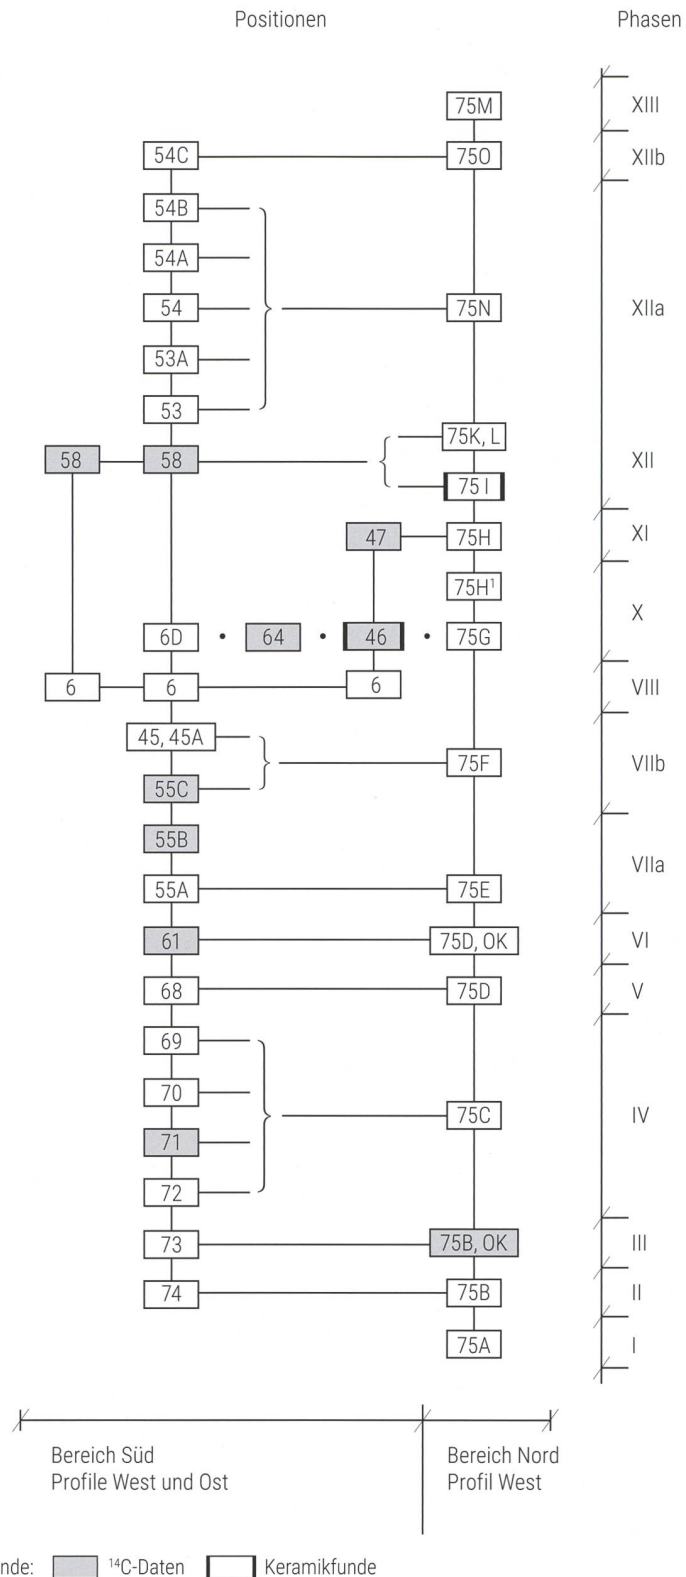 Positionen Phasen
75M XIII
54C 75O XIIb
54B
54A
54 75N XIIa
53A
53
75K, L
58 58 XII
75 I
47 75H XI
75H¹
X
6D • 64 • 46 • 75G
6 6 6 VIII
45, 45A
75F VIIb
55C
55B
VIIa
55A 75E
61 75D, OK VI
68 75D V
69
70
75C IV
71
72
73 75B, OK III
74 75B II
75A I
Bereich Süd Bereich Nord
Profile West und Ost Profil West
nde: ¹⁴C-Daten Keramikfunde